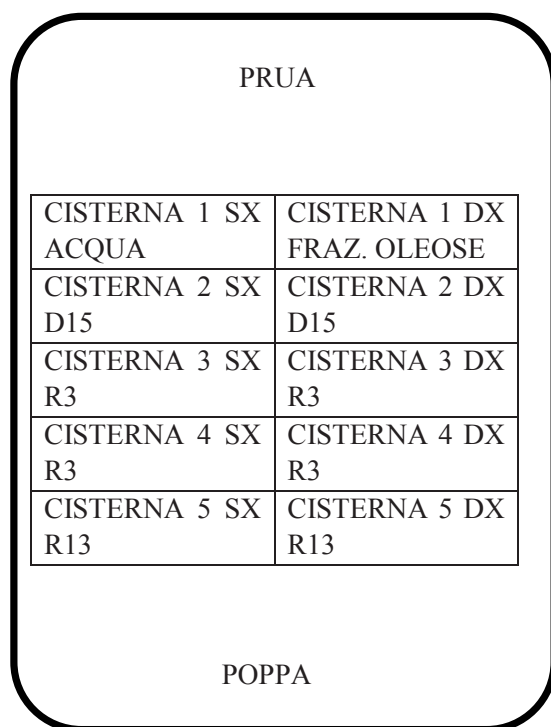 PRUA
CISTERNA 1 SX
ACQUA
CISTERNA 1 DX
FRAZ. OLEOSE
CISTERNA 2 SX
D15
CISTERNA 2 DX
D15
CISTERNA 3 SX
R3
CISTERNA 3 DX
R3
CISTERNA 4 SX
R3
CISTERNA 4 DX
R3
CISTERNA 5 SX
R13
CISTERNA 5 DX
R13
POPPA